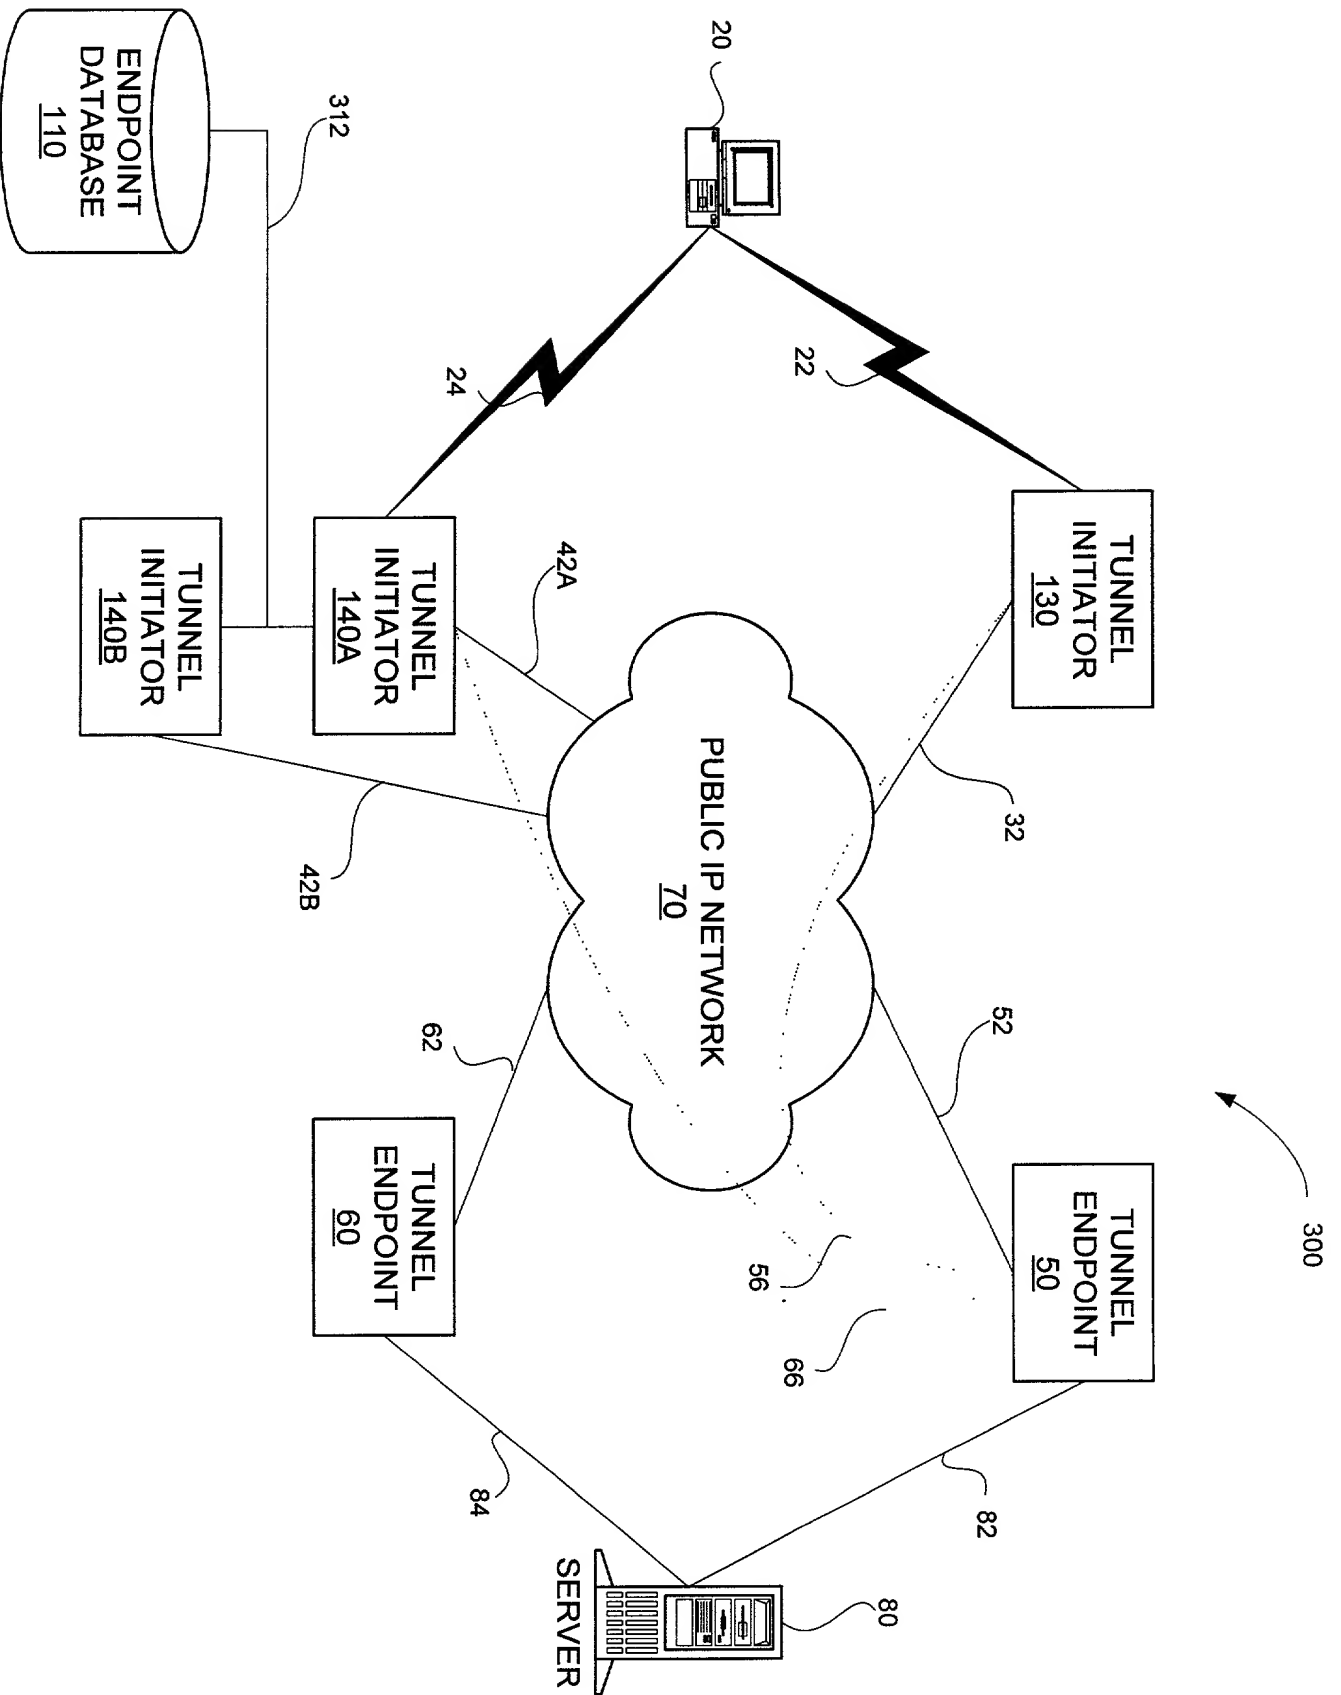 300
TUNNEL
INITIATOR
130
TUNNEL
ENDPOINT
50
32
52
82
22
20
80
PUBLIC IP NETWORK
70
56
66
24
42A
62
84
SERVER
TUNNEL
INITIATOR
140A
TUNNEL
ENDPOINT
60
312
42B
TUNNEL
INITIATOR
140B
ENDPOINT
DATABASE
110